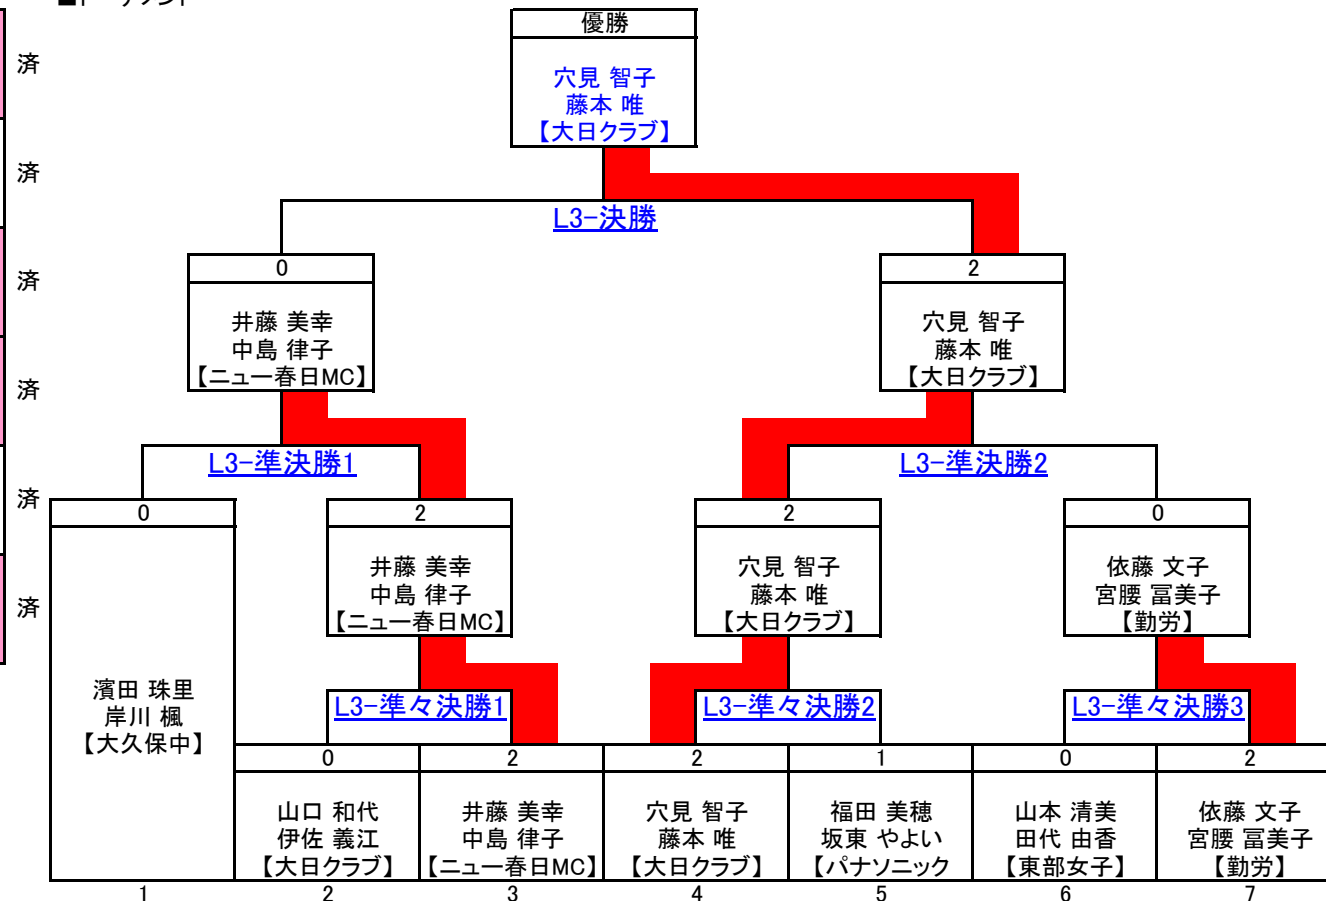 ■トーナメント
優勝
穴見 智子
藤本 唯
【大日クラブ】
済
済
済
済
済
済
L3-決勝
0
井藤 美幸
中島 律子
【ニュー春日MC】
2
穴見 智子
藤本 唯
【大日クラブ】
L3-準決勝1
L3-準決勝2
0
濱田 珠里
岸川 楓
【大久保中】
2
井藤 美幸
中島 律子
【ニュー春日MC】
2
穴見 智子
藤本 唯
【大日クラブ】
0
依藤 文子
宮腰 冨美子
【勤労】
L3-準々決勝1
L3-準々決勝2
L3-準々決勝3
0
山口 和代
伊佐 義江
【大日クラブ】
2
井藤 美幸
中島 律子
【ニュー春日MC】
2
穴見 智子
藤本 唯
【大日クラブ】
1
福田 美穂
坂東 やよい
【パナソニック
0
山本 清美
田代 由香
【東部女子】
2
依藤 文子
宮腰 冨美子
【勤労】
1
2
3
4
5
6
7